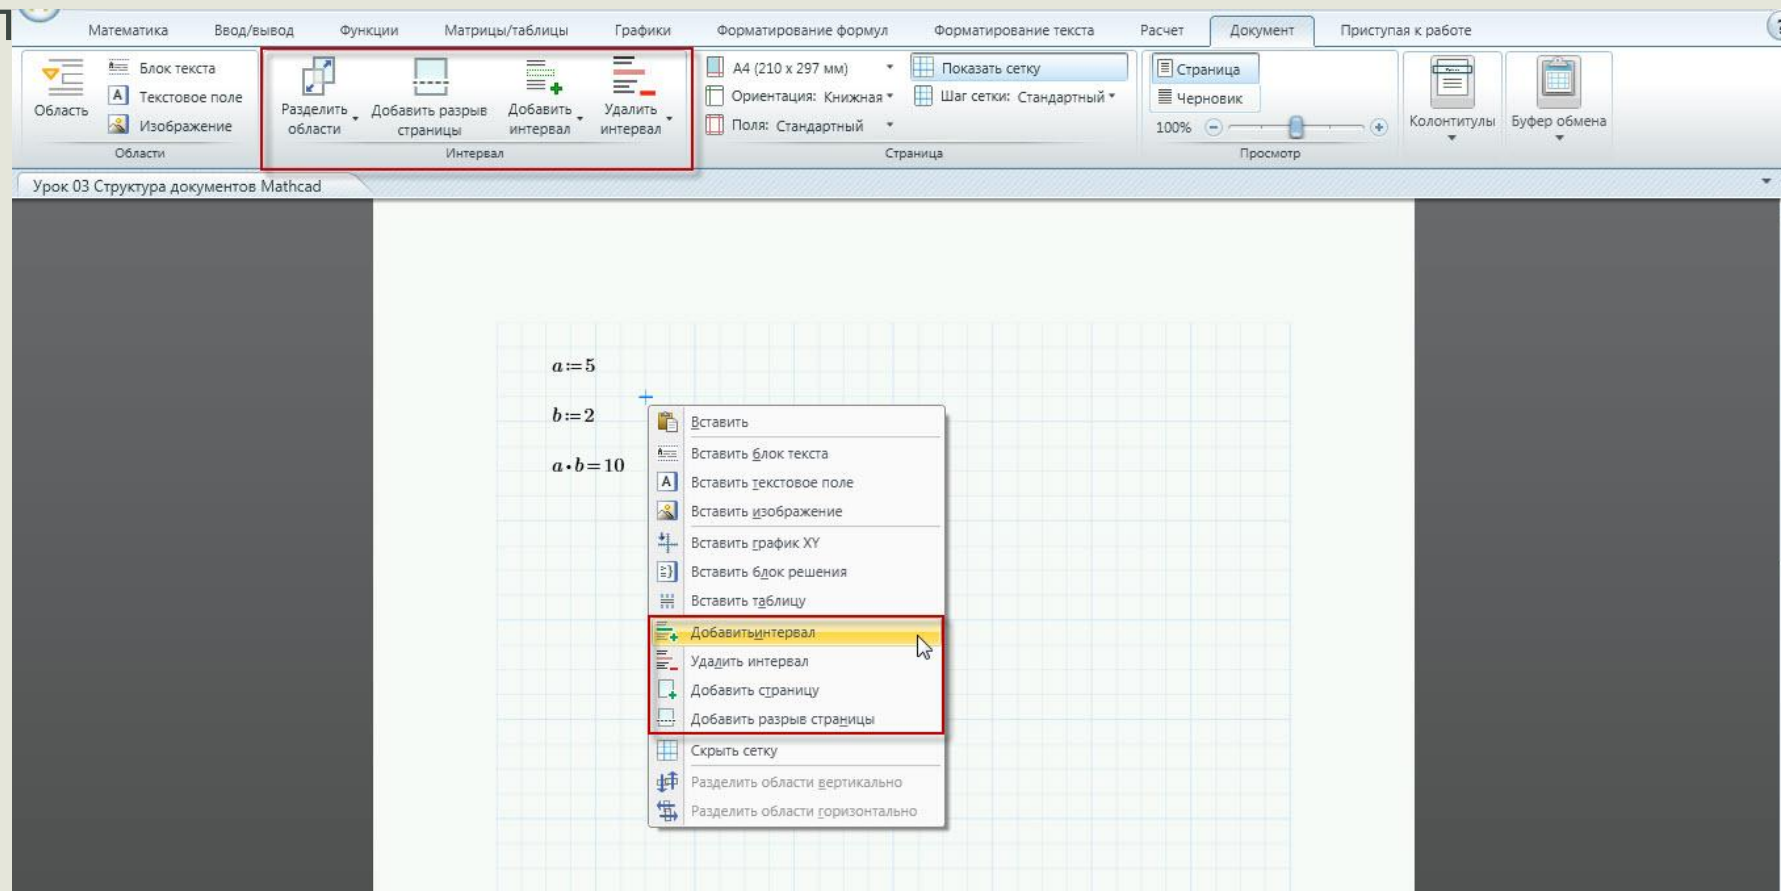 Математика Ввод/вывод Функции Матрицы/таблицы Графики Форматирование формул Форматирование текста Расчет Документ Приступая к работе
Область
Блок текста
Текстовое поле
Изображение
Области
Разделить области
Добавить разрыв страницы
Добавить интервал
Удалить интервал
Интервал
A4 (210 x 297 мм)
Ориентация: Книжная
Поля: Стандартный
Показать сетку
Шаг сетки: Стандартный
Страница
Страница
Черновик
100%
Просмотр
Колонтитулы
Буфер обмена
Урок 03 Структура документов Mathcad
a:=5
b:=2
a·b=10
Вставить
Вставить блок текста
Вставить текстовое поле
Вставить изображение
Вставить график XY
Вставить блок решения
Вставить таблицу
Добавитьинтервал
Удалить интервал
Добавить страницу
Добавить разрыв страницы
Скрыть сетку
Разделить области вертикально
Разделить области горизонтально